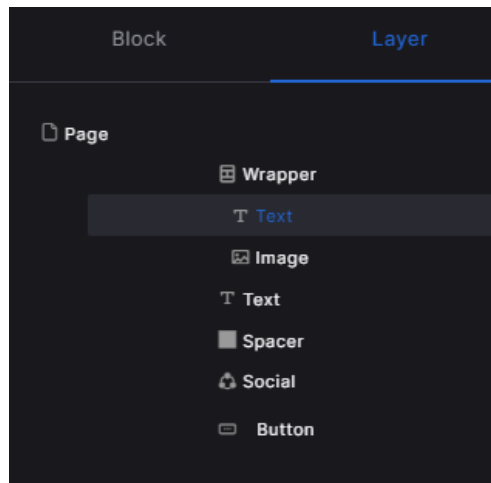 Block Layer
Page
Wrapper
Text
Image
Text
Spacer
Social
Button